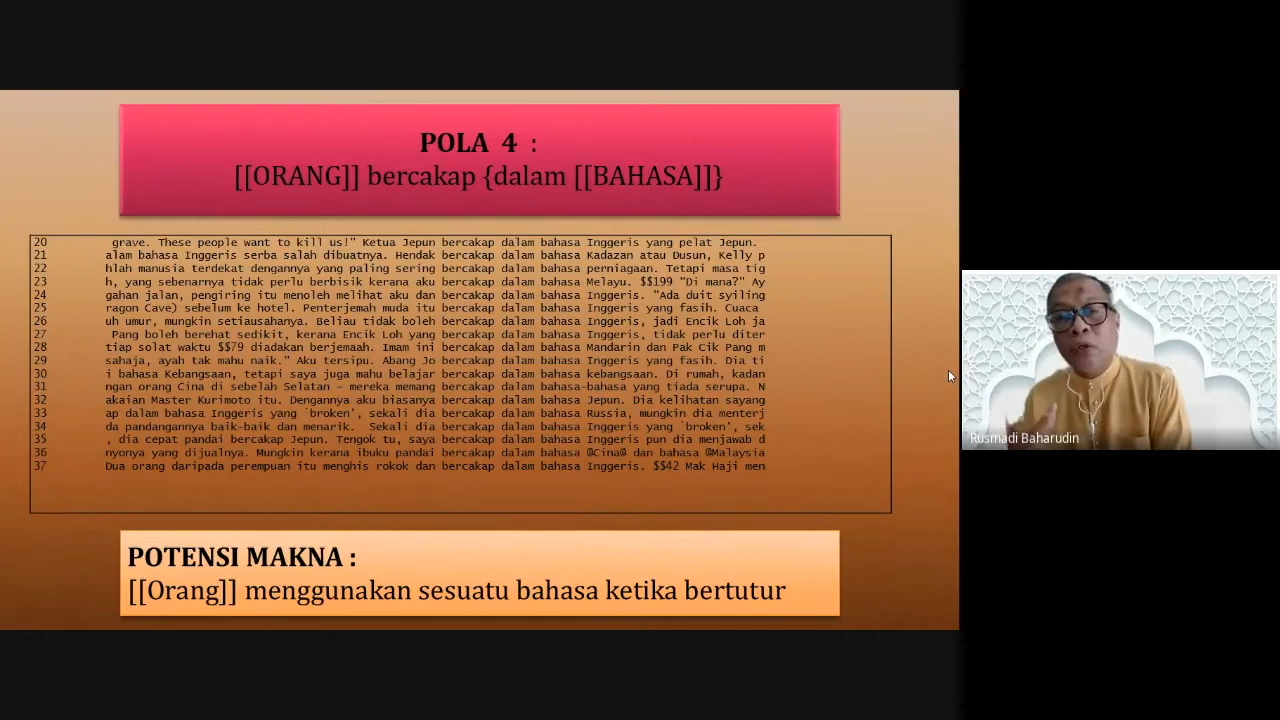 POLA 4 :
[[ORANG]] bercakap {dalam [[BAHASA]]}
20 grave. These people want to kill us!" Ketua Jepun bercakap dalam bahasa Inggeris yang pelat Jepun.
21 alam bahasa Inggeris serba salah dibuatnya. Hendak bercakap dalam bahasa Kadazan atau Dusun, Kelly p
22 hlah manusia terdekat dengannya yang paling sering bercakap dalam bahasa perniagaan. Tetapi masa tig
23 h, yang sebenarnya tidak perlu berbisik kerana aku bercakap dalam bahasa Melayu. $$199 "Di mana?" Ay
24 gahan jalan, pengiring itu menoleh melihat aku dan bercakap dalam bahasa Inggeris. "Ada duit syiling
25 ragon Cave) sebelum ke hotel. Penterjemah muda itu bercakap dalam bahasa Inggeris yang fasih. Cuaca
26 uh umur, mungkin setiausahanya. Beliau tidak boleh bercakap dalam bahasa Inggeris, jadi Encik Loh ja
27 Pang boleh berehat sedikit, kerana Encik Loh yang bercakap dalam bahasa Inggeris, tidak perlu diter
28 tiap solat waktu $$79 diadakan berjemaah. Imam ini bercakap dalam bahasa Mandarin dan Pak Cik Pang m
29 sahaja, ayah tak mahu naik." Aku tersipu. Abang Jo bercakap dalam bahasa Inggeris yang fasih. Dia ti
30 i bahasa Kebangsaan, tetapi saya juga mahu belajar bercakap dalam bahasa kebangsaan. Di rumah, kadan
31 ngan orang Cina di sebelah Selatan - mereka memang bercakap dalam bahasa-bahasa yang tiada serupa. N
32 akaian Master Kurimoto itu. Dengannya aku biasanya bercakap dalam bahasa Jepun. Dia kelihatan sayang
33 ap dalam bahasa Inggeris yang `broken', sekali dia bercakap dalam bahasa Russia, mungkin dia menterj
34 da pandangannya baik-baik dan menarik. Sekali dia bercakap dalam bahasa Inggeris yang `broken', sek
35 , dia cepat pandai bercakap Jepun. Tengok tu, saya bercakap dalam bahasa Inggeris pun dia menjawab d
36 nyonya yang dijualnya. Mungkin kerana ibuku pandai bercakap dalam bahasa @Cina@ dan bahasa @Malaysia
37 Dua orang daripada perempuan itu menghis rokok dan bercakap dalam bahasa Inggeris. $$42 Mak Haji men
POTENSI MAKNA :
[[Orang]] menggunakan sesuatu bahasa ketika bertutur
Rusmadi Baharudin